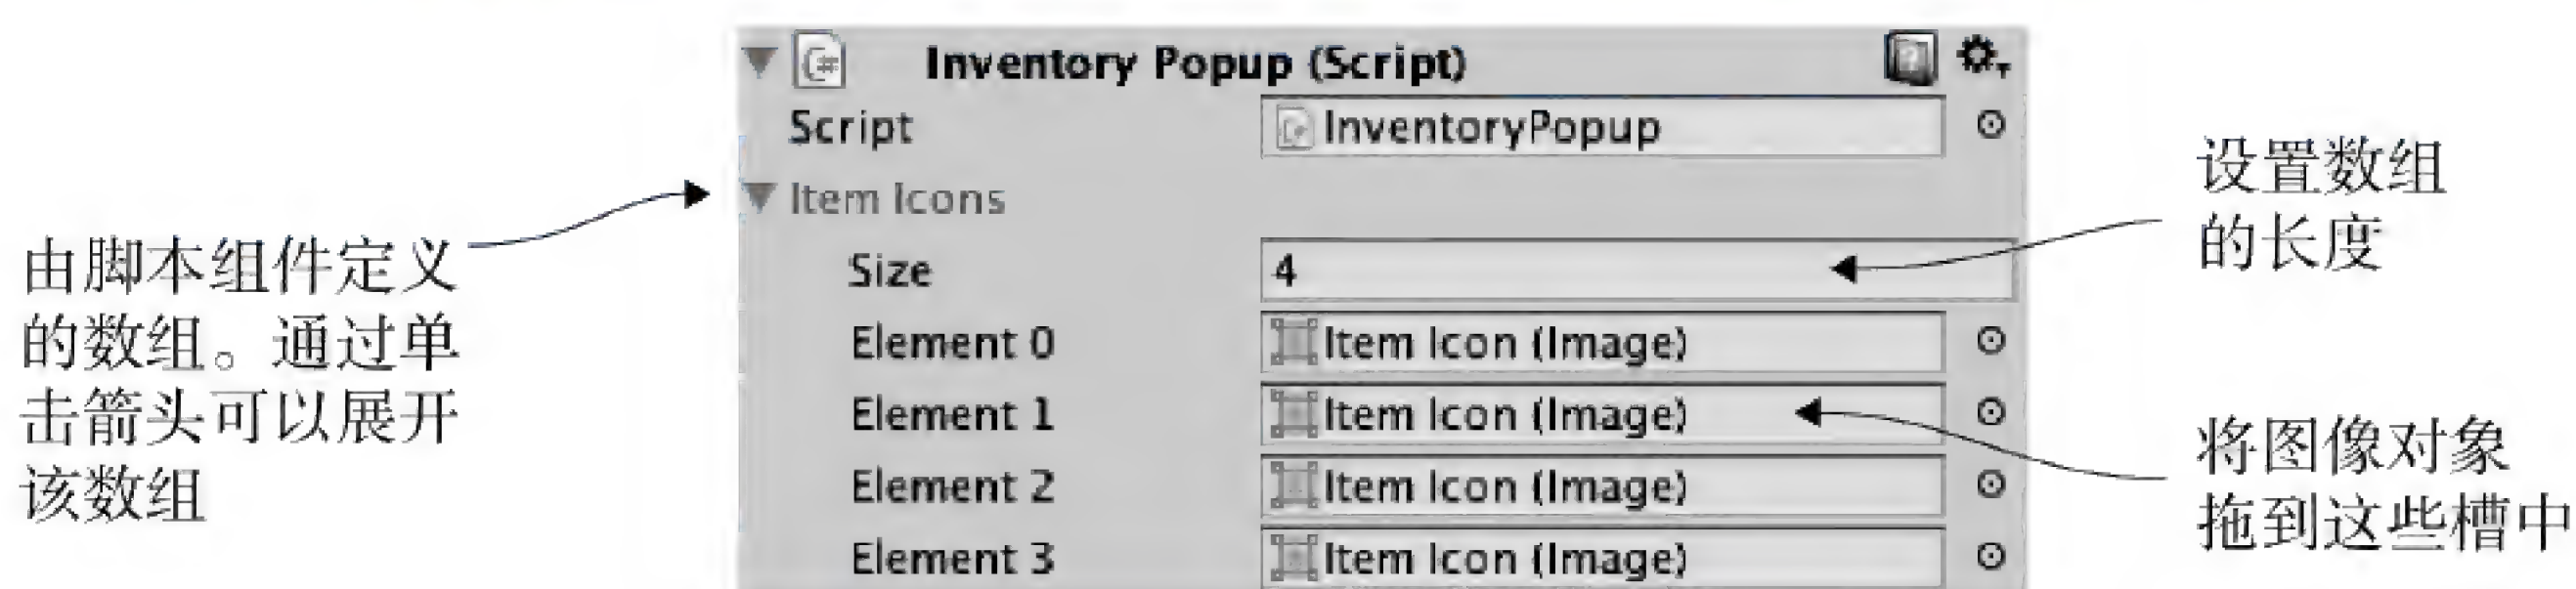 Inventory Popup (Script)
Script
InventoryPopup
Item Icons
Size
4
Element 0
Item Icon (Image)
Element 1
Item Icon (Image)
Element 2
Item Icon (Image)
Element 3
Item Icon (Image)
由脚本组件定义
的数组。通过单
击箭头可以展开
该数组
设置数组
的长度
将图像对象
拖到这些槽中